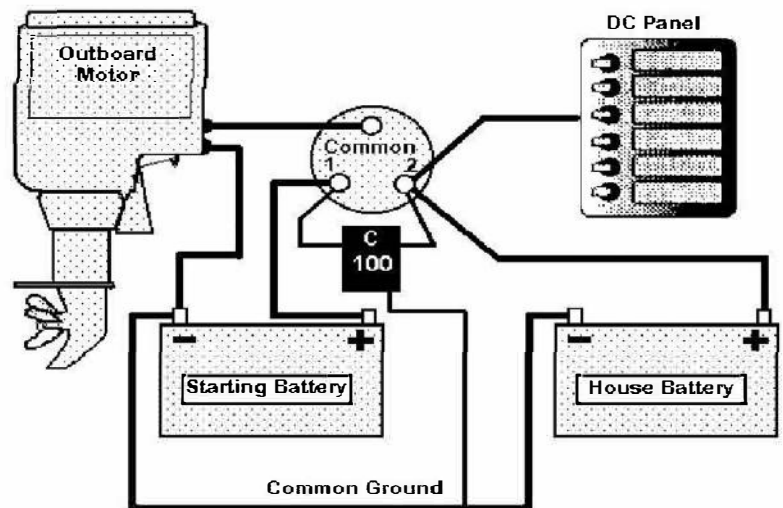 DC Panel
Outboard
Motor
Common
1 2
C
100
− +
Starting Battery
− +
House Battery
Common Ground